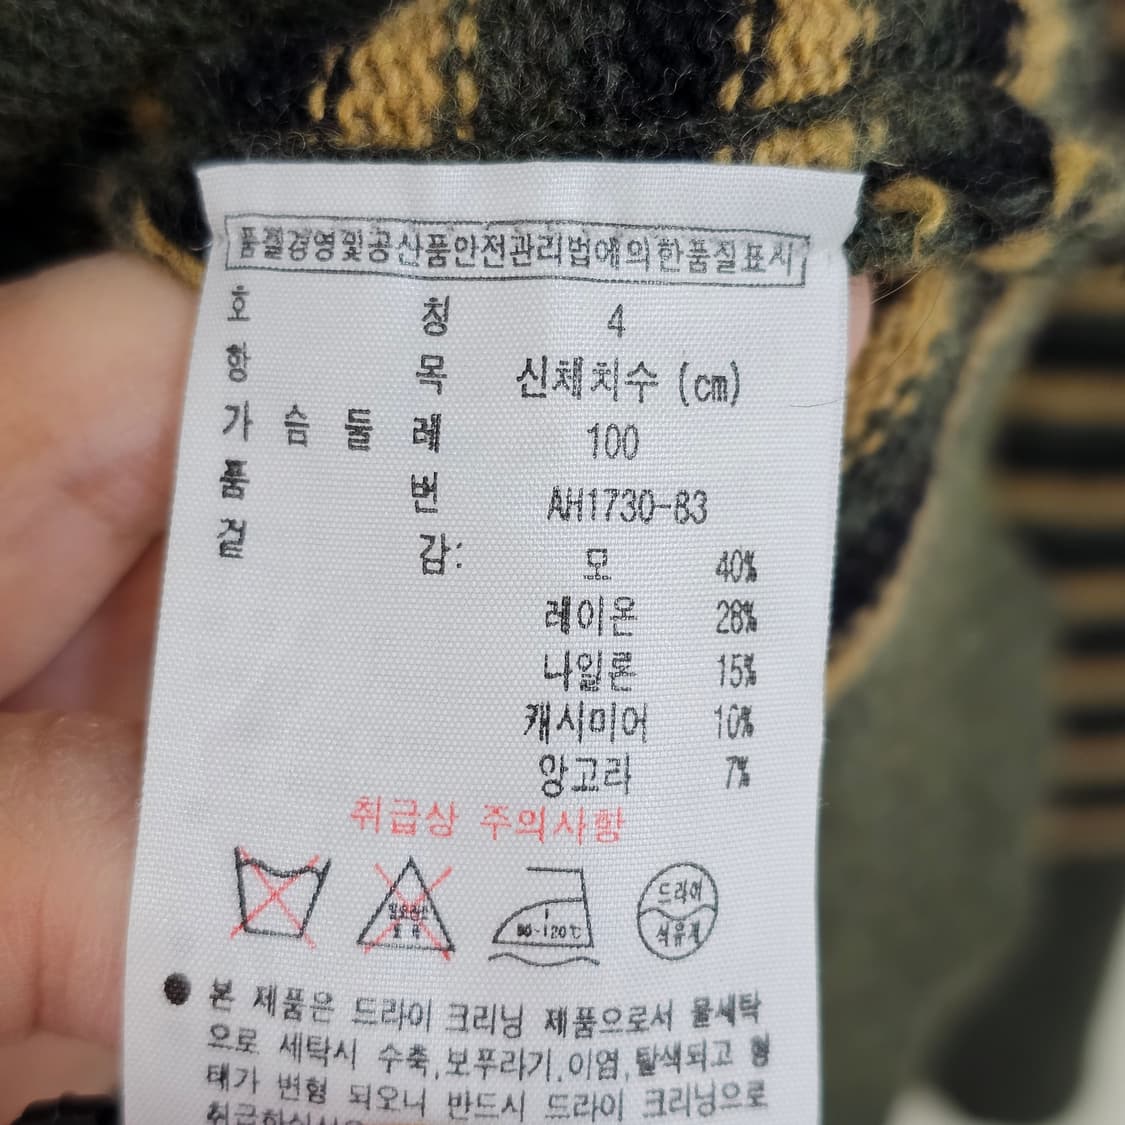 품질경영및공산품안전관리법에의한품질표시
호 칭 4
항 목 신체치수 (cm)
가 슴 둘 레 100
품 번 AH1730-83
겉 감:
모 40%
레이온 28%
나일론 15%
캐시미어 10%
앙고라 7%
취급상 주의사항
80~120℃
드라이
석유계
● 본 제품은 드라이 크리닝 제품으로서 물세탁
으로 세탁시 수축,보푸라기,이염,탈색되고 형
태가 변형 되오니 반드시 드라이 크리닝으로